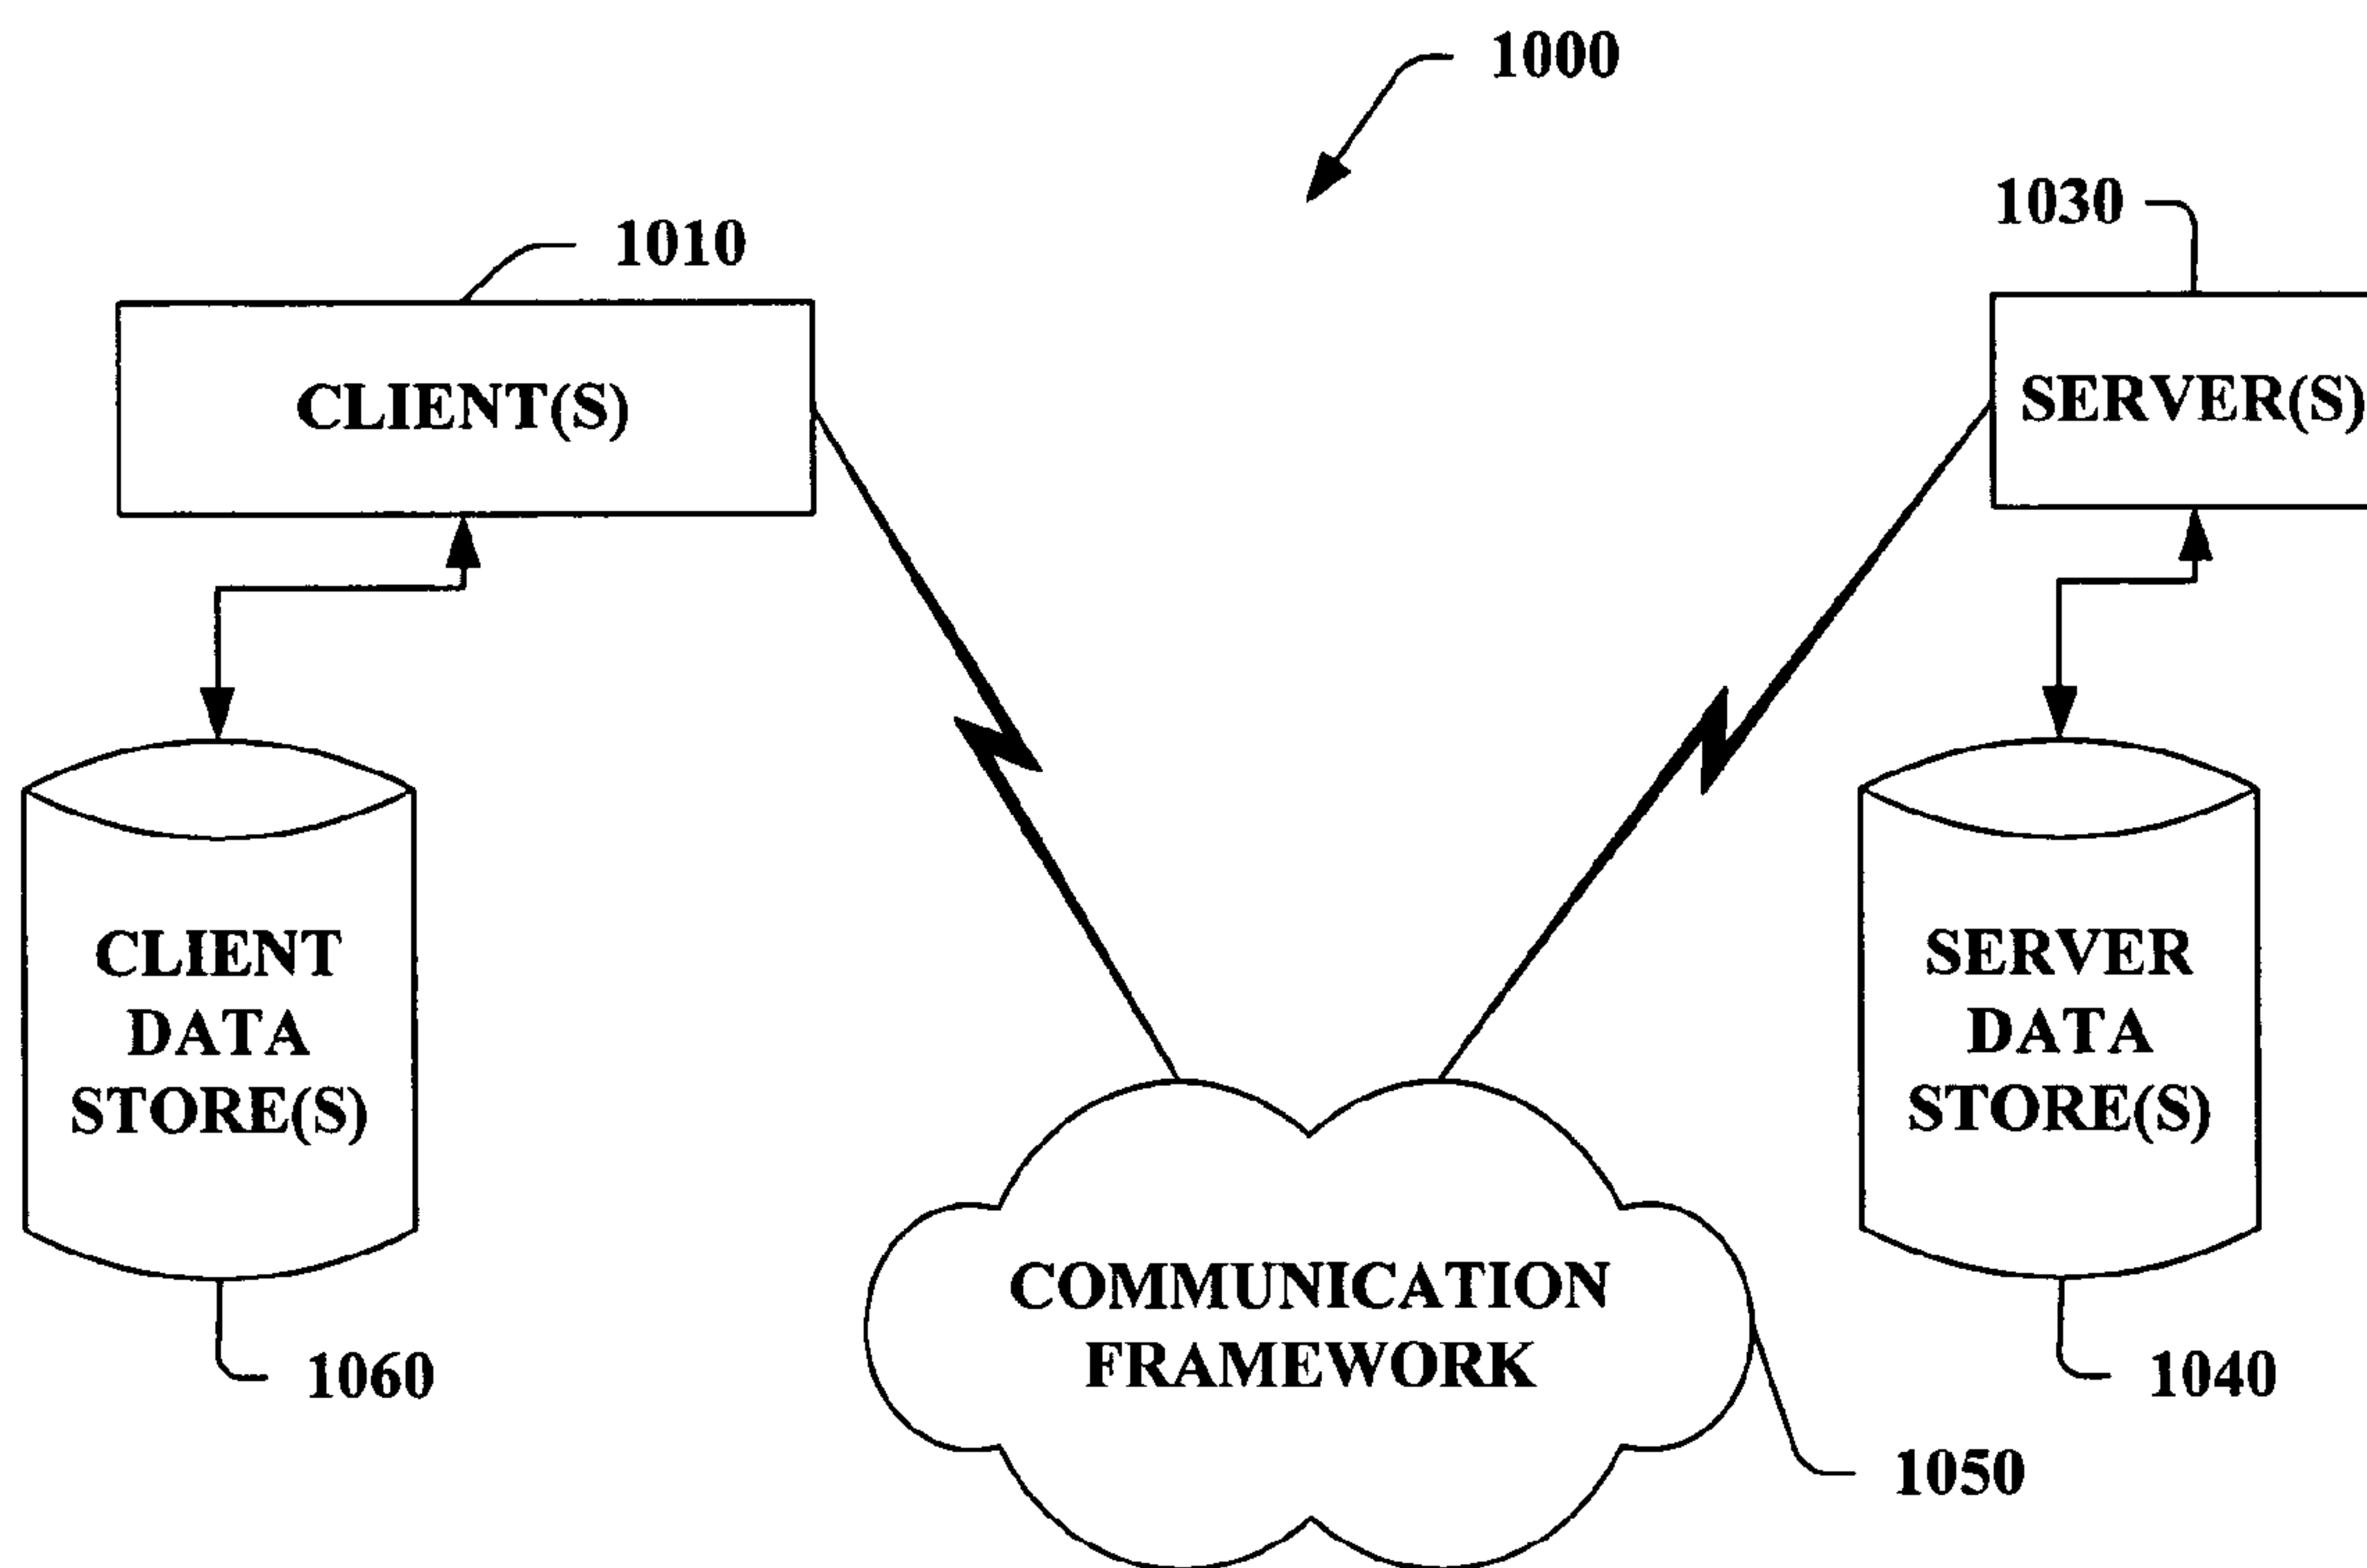 1000
1010
1030
CLIENT(S)
SERVER(S)
CLIENT
DATA
STORE(S)
SERVER
DATA
STORE(S)
COMMUNICATION
FRAMEWORK
1060
1040
1050